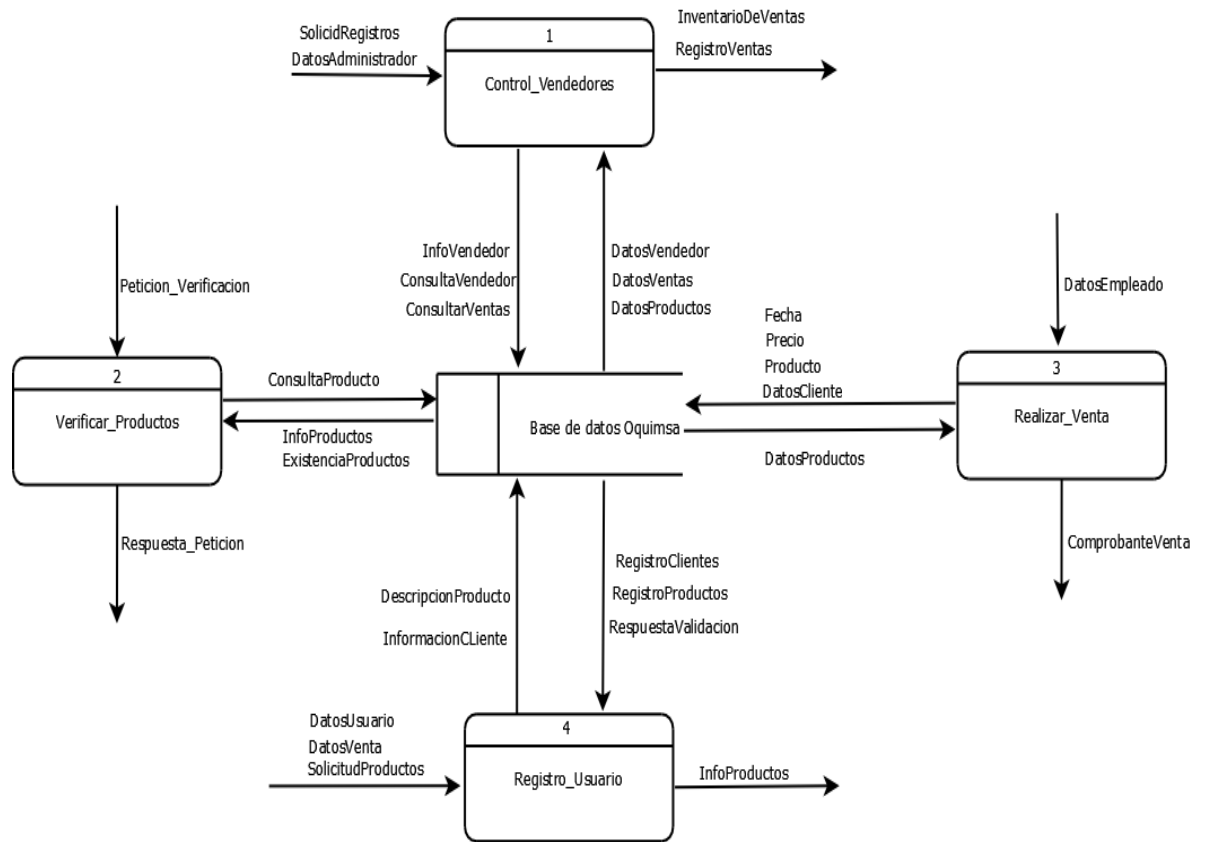 SolicidRegistros
DatosAdministrador
1
Control_Vendedores
InventarioDeVentas
RegistroVentas
InfoVendedor
ConsultaVendedor
ConsultarVentas
DatosVendedor
DatosVentas
DatosProductos
Peticion_Verificacion
2
Verificar_Productos
Respuesta_Peticion
ConsultaProducto
InfoProductos
ExistenciaProductos
Base de datos Oquimsa
Fecha
Precio
Producto
DatosCliente
DatosProductos
DatosEmpleado
3
Realizar_Venta
ComprobanteVenta
DescripcionProducto
InformacionCLiente
RegistroClientes
RegistroProductos
RespuestaValidacion
DatosUsuario
DatosVenta
SolicitudProductos
4
Registro_Usuario
InfoProductos